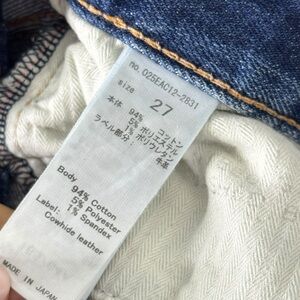 no. 025EAC12-2831
size 27
本体 94% コットン
5% ポリエステル
1% ポリウレタン
ラベル部分: 牛革
Body 94% Cotton
5% Polyester
1% Spandex
Label: Cowhide leather
MADE IN JAPAN